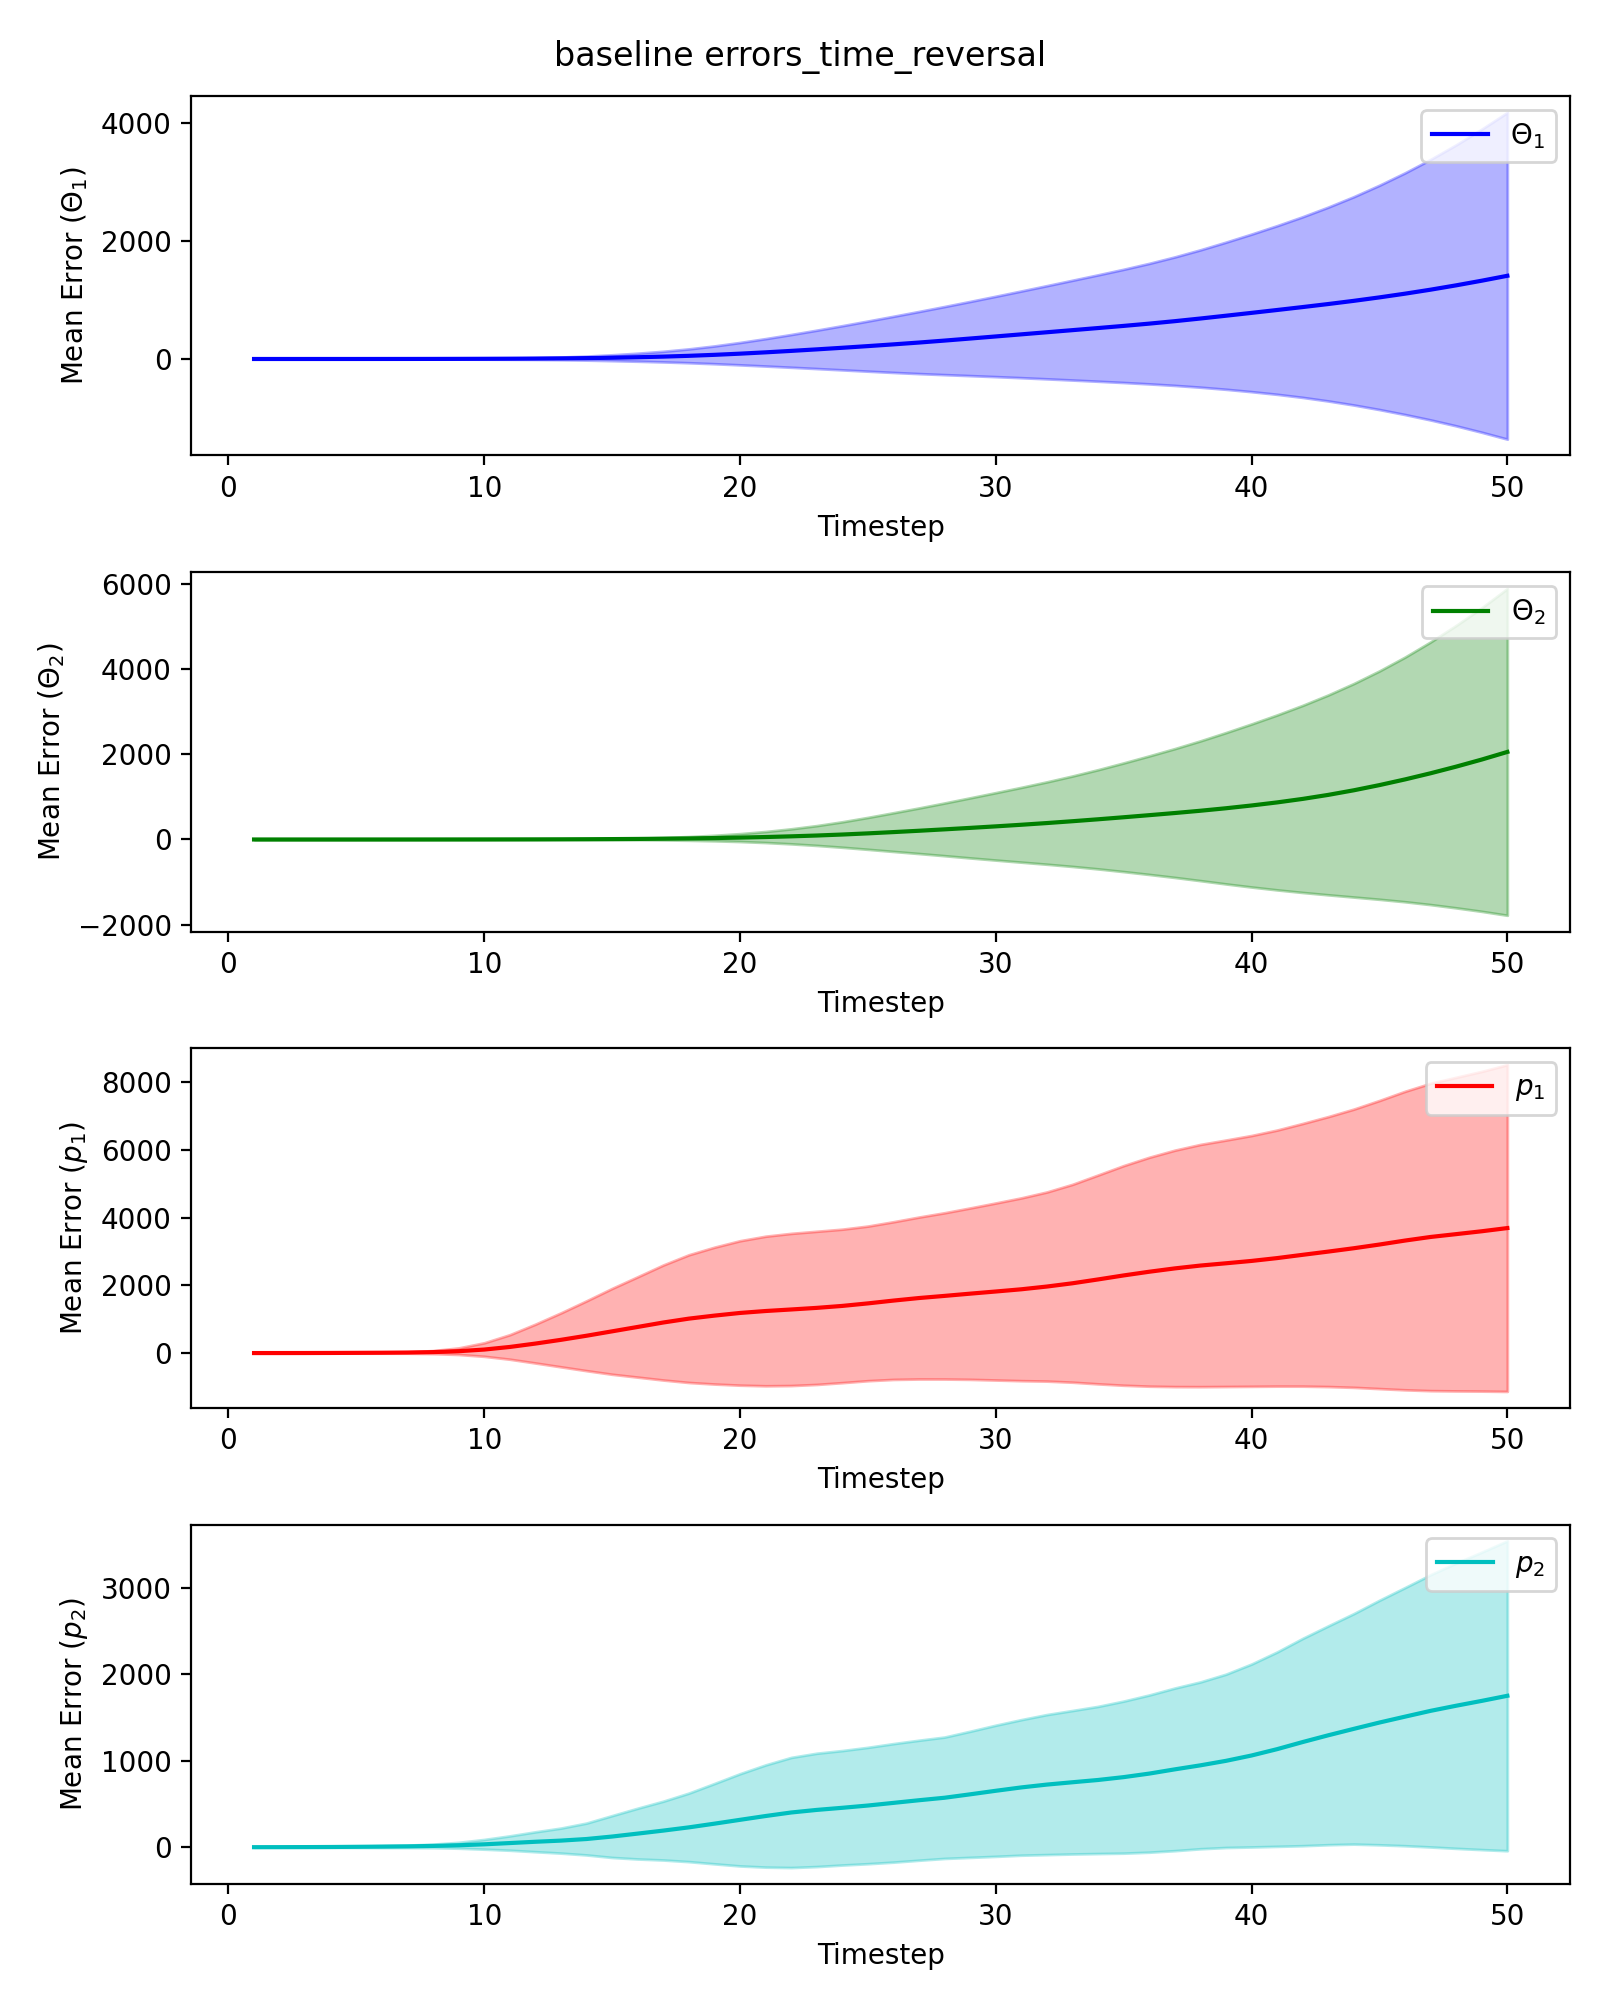 baseline errors_time_reversal
Mean Error (Θ₁)
4000
2000
0
Θ₁
0 10 20 30 40 50
Timestep
Mean Error (Θ₂)
6000
4000
2000
0
−2000
Θ₂
0 10 20 30 40 50
Timestep
Mean Error (p₁)
8000
6000
4000
2000
0
p₁
0 10 20 30 40 50
Timestep
Mean Error (p₂)
3000
2000
1000
0
p₂
0 10 20 30 40 50
Timestep